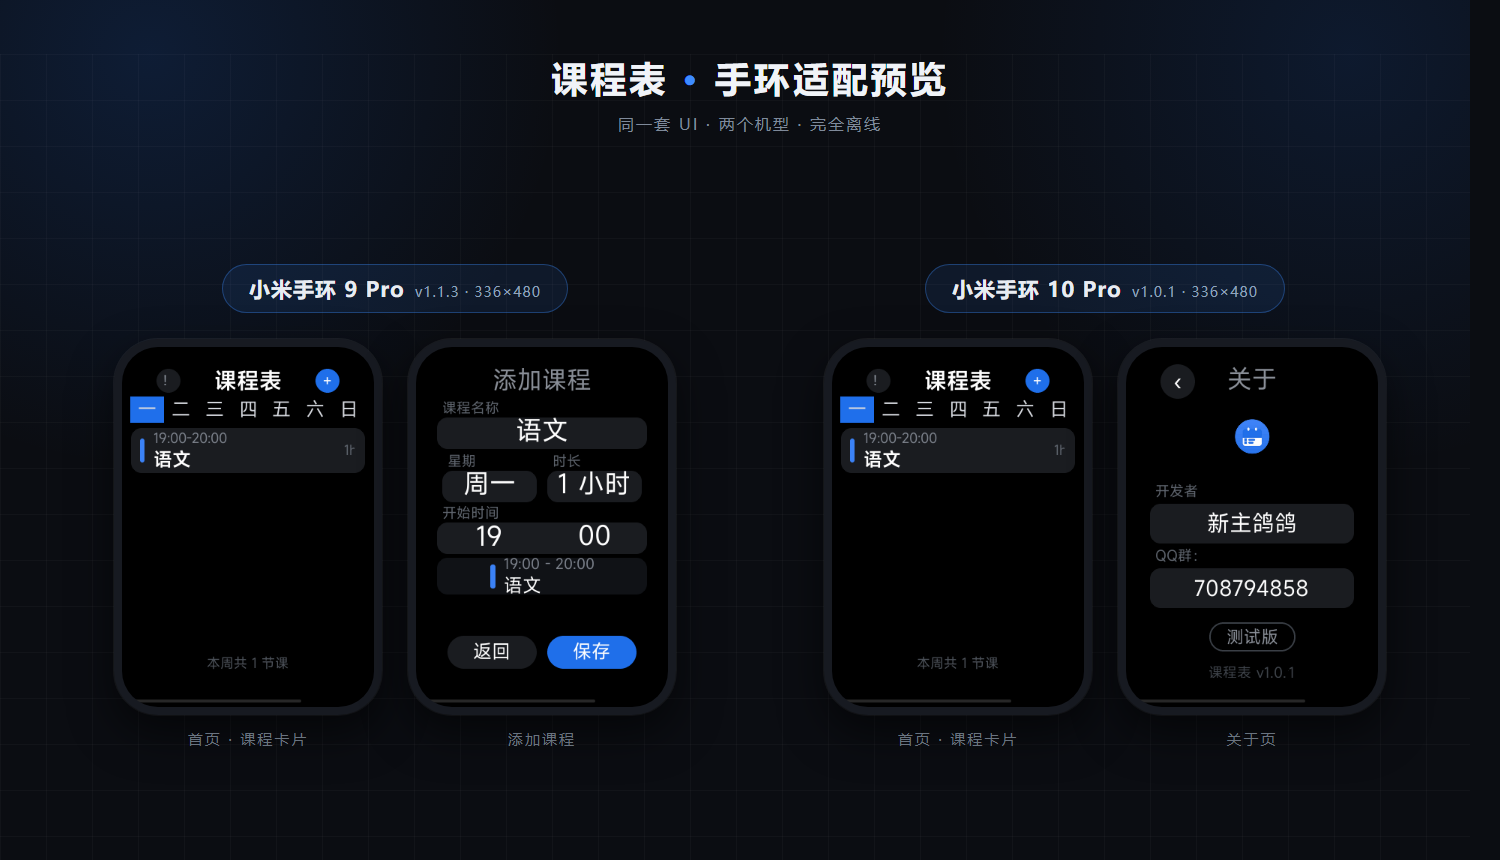 课程表 · 手环适配预览
同一套 UI · 两个机型 · 完全离线
小米手环 9 Pro v1.1.3 · 336×480
! 课程表 +
一 二 三 四 五 六 日
19:00-20:00
语文
1h
本周共 1 节课
首页 · 课程卡片
添加课程
课程名称
语文
星期 时长
周一 1 小时
开始时间
19 00
19:00 - 20:00
语文
返回 保存
添加课程
小米手环 10 Pro v1.0.1 · 336×480
! 课程表 +
一 二 三 四 五 六 日
19:00-20:00
语文
1h
本周共 1 节课
首页 · 课程卡片
‹ 关于
开发者
新主鸽鸽
QQ群:
708794858
测试版
课程表 v1.0.1
关于页